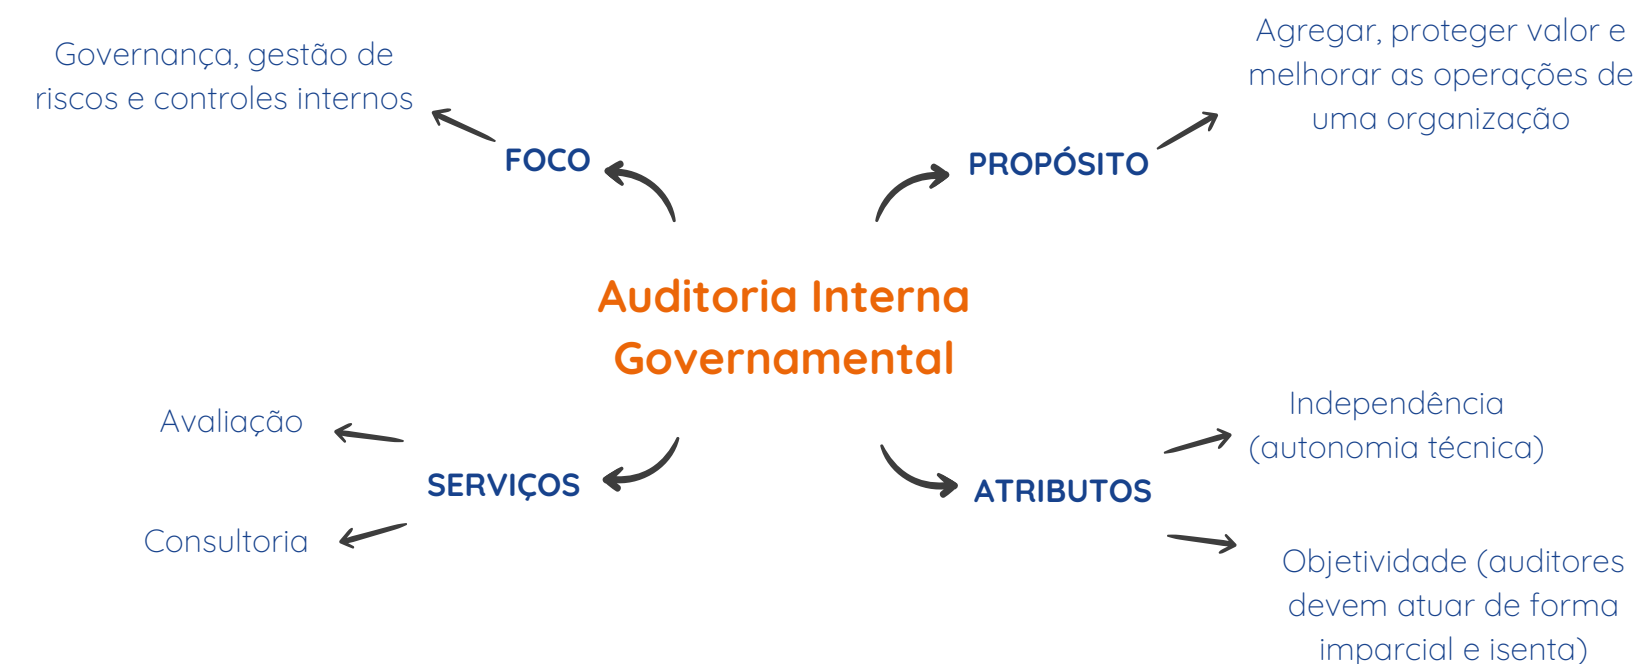 Governança, gestão de
riscos e controles internos
FOCO
Agregar, proteger valor e
melhorar as operações de
uma organização
PROPÓSITO
Auditoria Interna
Governamental
Avaliação
SERVIÇOS
Consultoria
Independência
(autonomia técnica)
ATRIBUTOS
Objetividade (auditores
devem atuar de forma
imparcial e isenta)